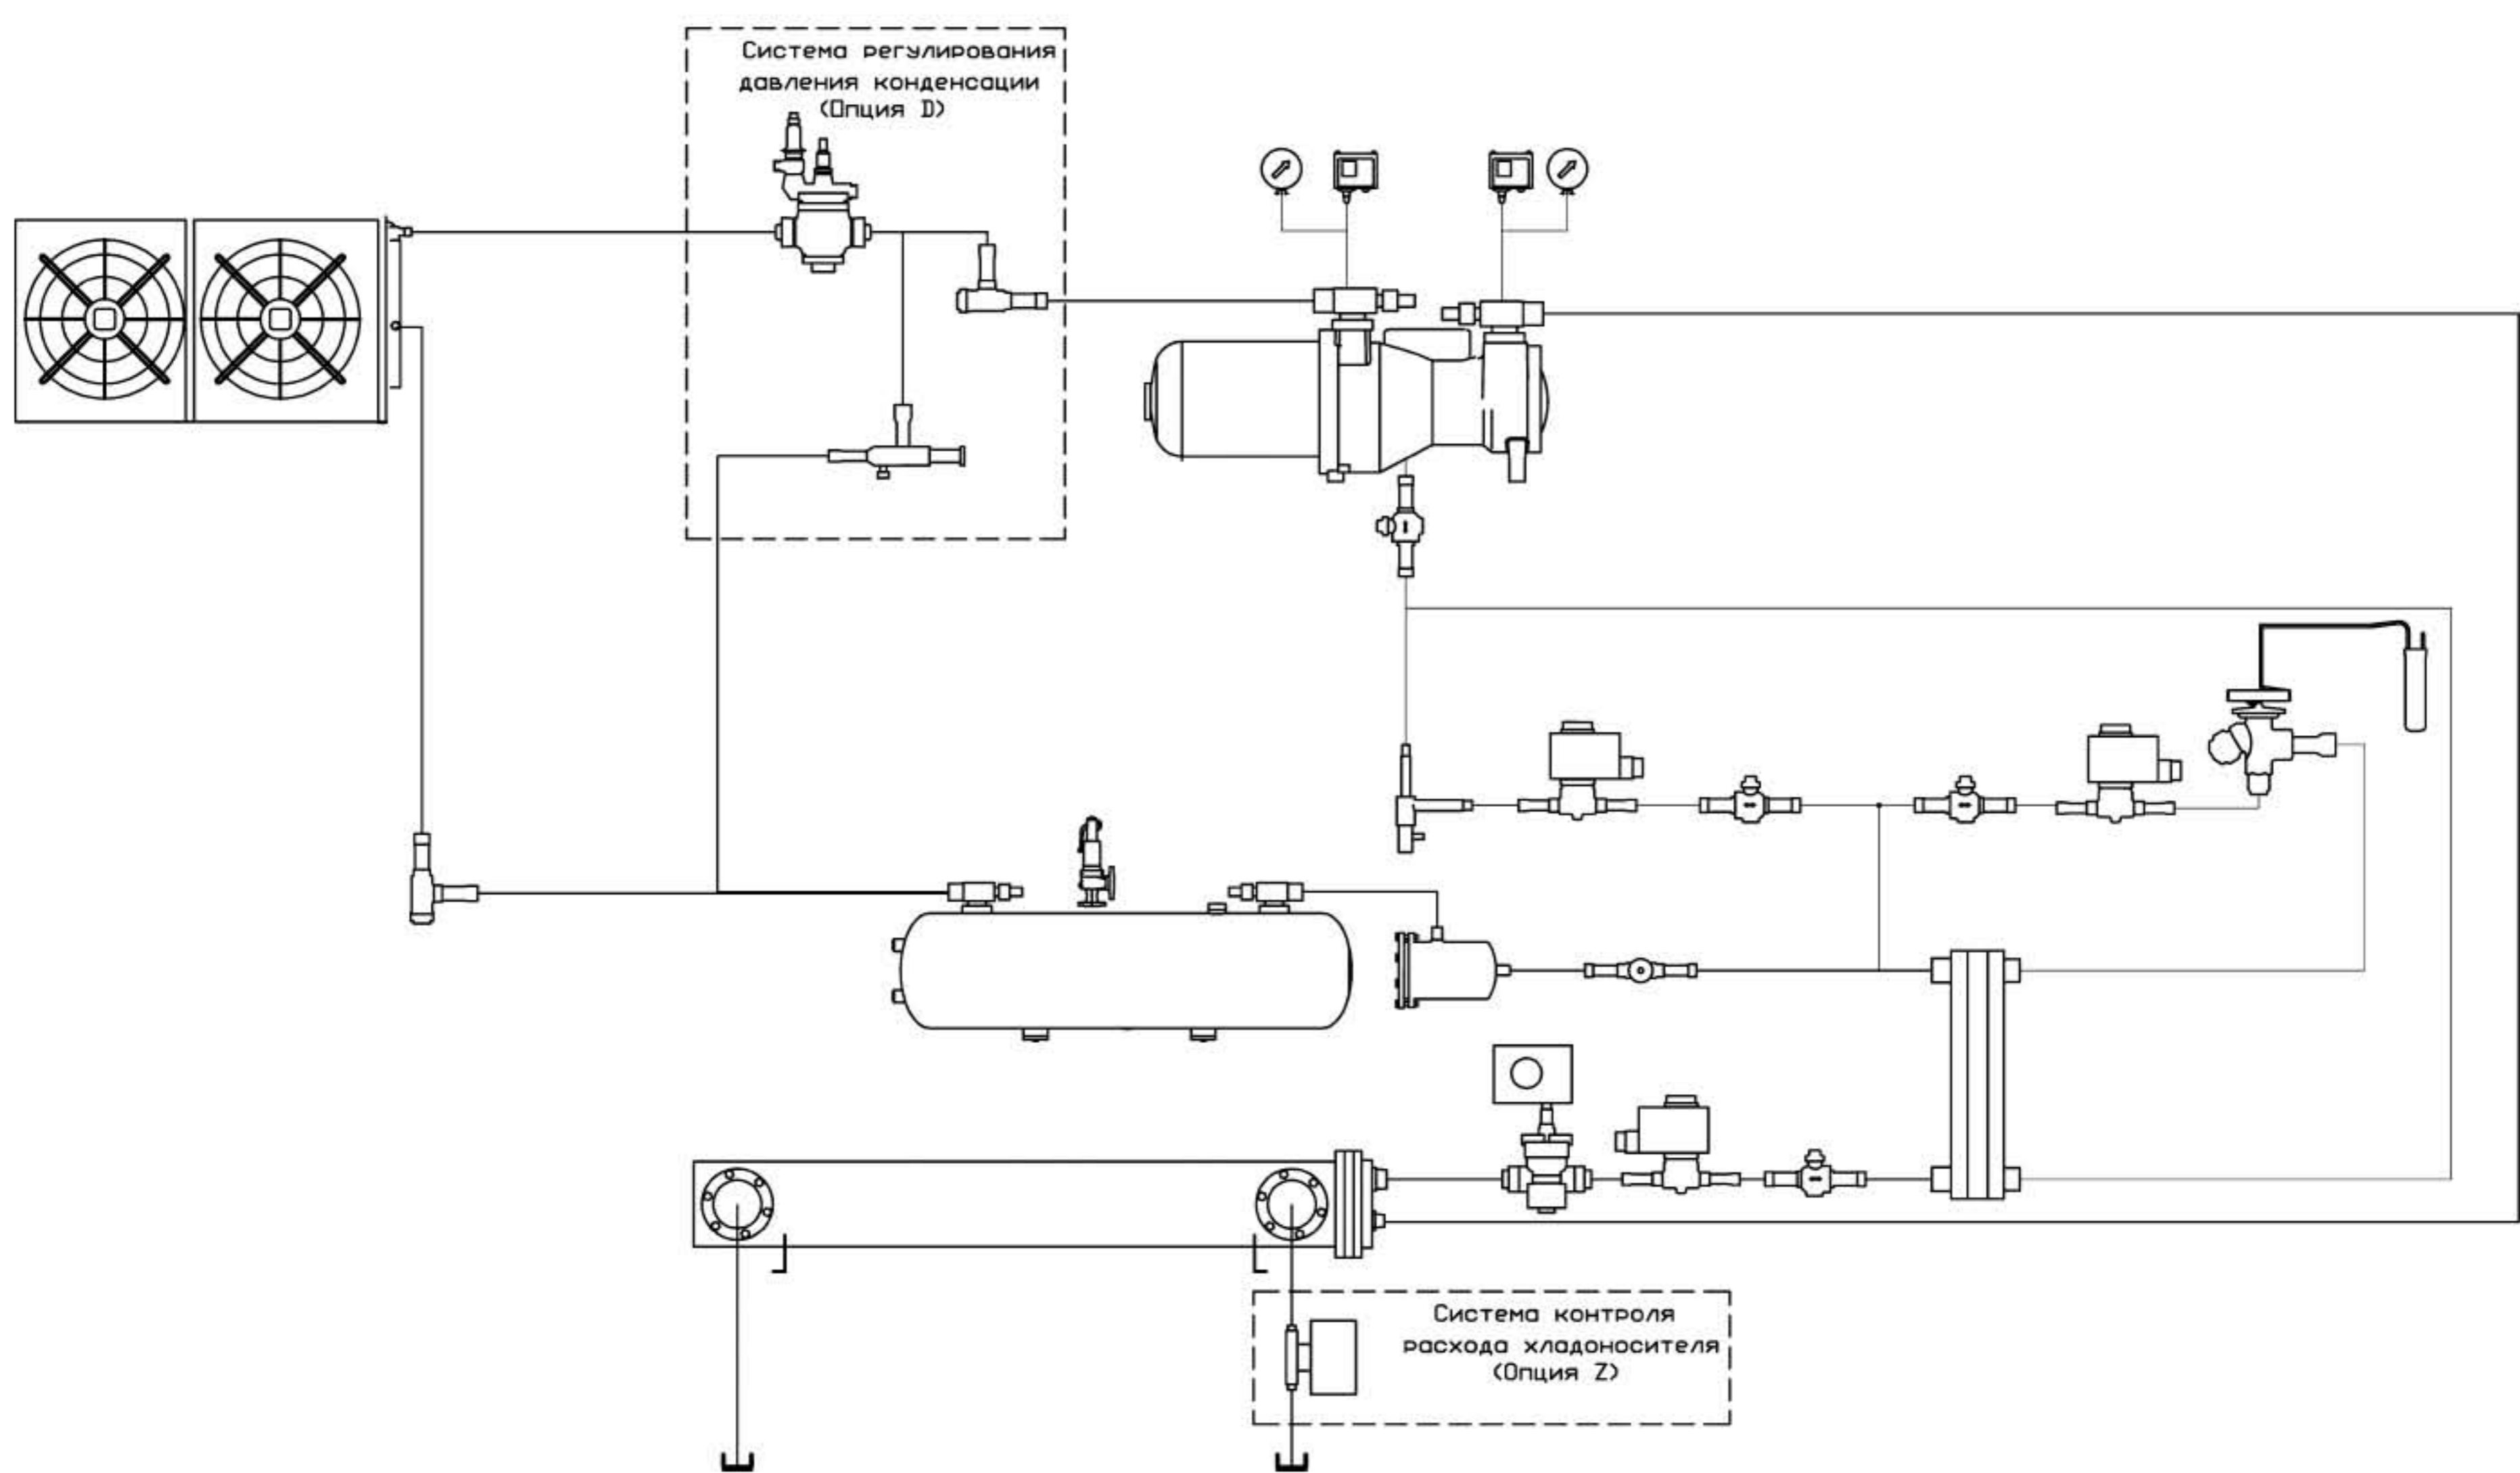 Система регулирования
давления конденсации
(Опция D)
Система контроля
расхода хладоносителя
(Опция Z)